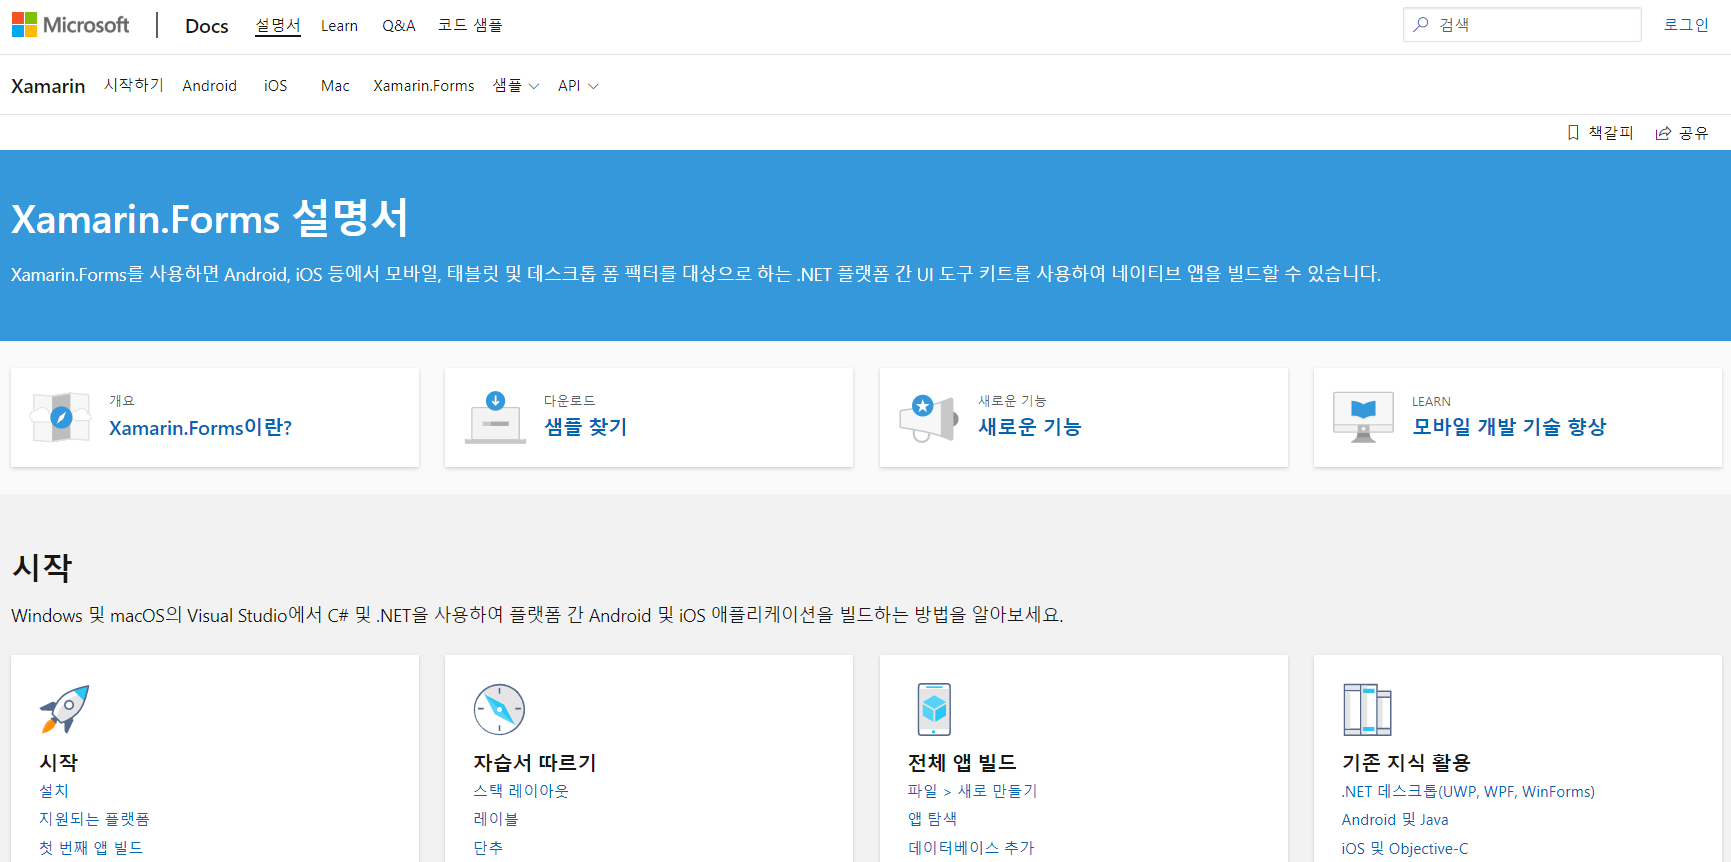 Microsoft Docs 설명서 Learn Q&A 코드 샘플 검색 로그인
Xamarin 시작하기 Android iOS Mac Xamarin.Forms 샘플 API
책갈피 공유
Xamarin.Forms 설명서
Xamarin.Forms를 사용하면 Android, iOS 등에서 모바일, 태블릿 및 데스크톱 폼 팩터를 대상으로 하는 .NET 플랫폼 간 UI 도구 키트를 사용하여 네이티브 앱을 빌드할 수 있습니다.
개요
Xamarin.Forms이란?
다운로드
샘플 찾기
새로운 기능
새로운 기능
LEARN
모바일 개발 기술 향상
시작
Windows 및 macOS의 Visual Studio에서 C# 및 .NET을 사용하여 플랫폼 간 Android 및 iOS 애플리케이션을 빌드하는 방법을 알아보세요.
시작
설치
지원되는 플랫폼
첫 번째 앱 빌드
자습서 따르기
스택 레이아웃
레이블
단추
전체 앱 빌드
파일 > 새로 만들기
앱 탐색
데이터베이스 추가
기존 지식 활용
.NET 데스크톱(UWP, WPF, WinForms)
Android 및 Java
iOS 및 Objective-C